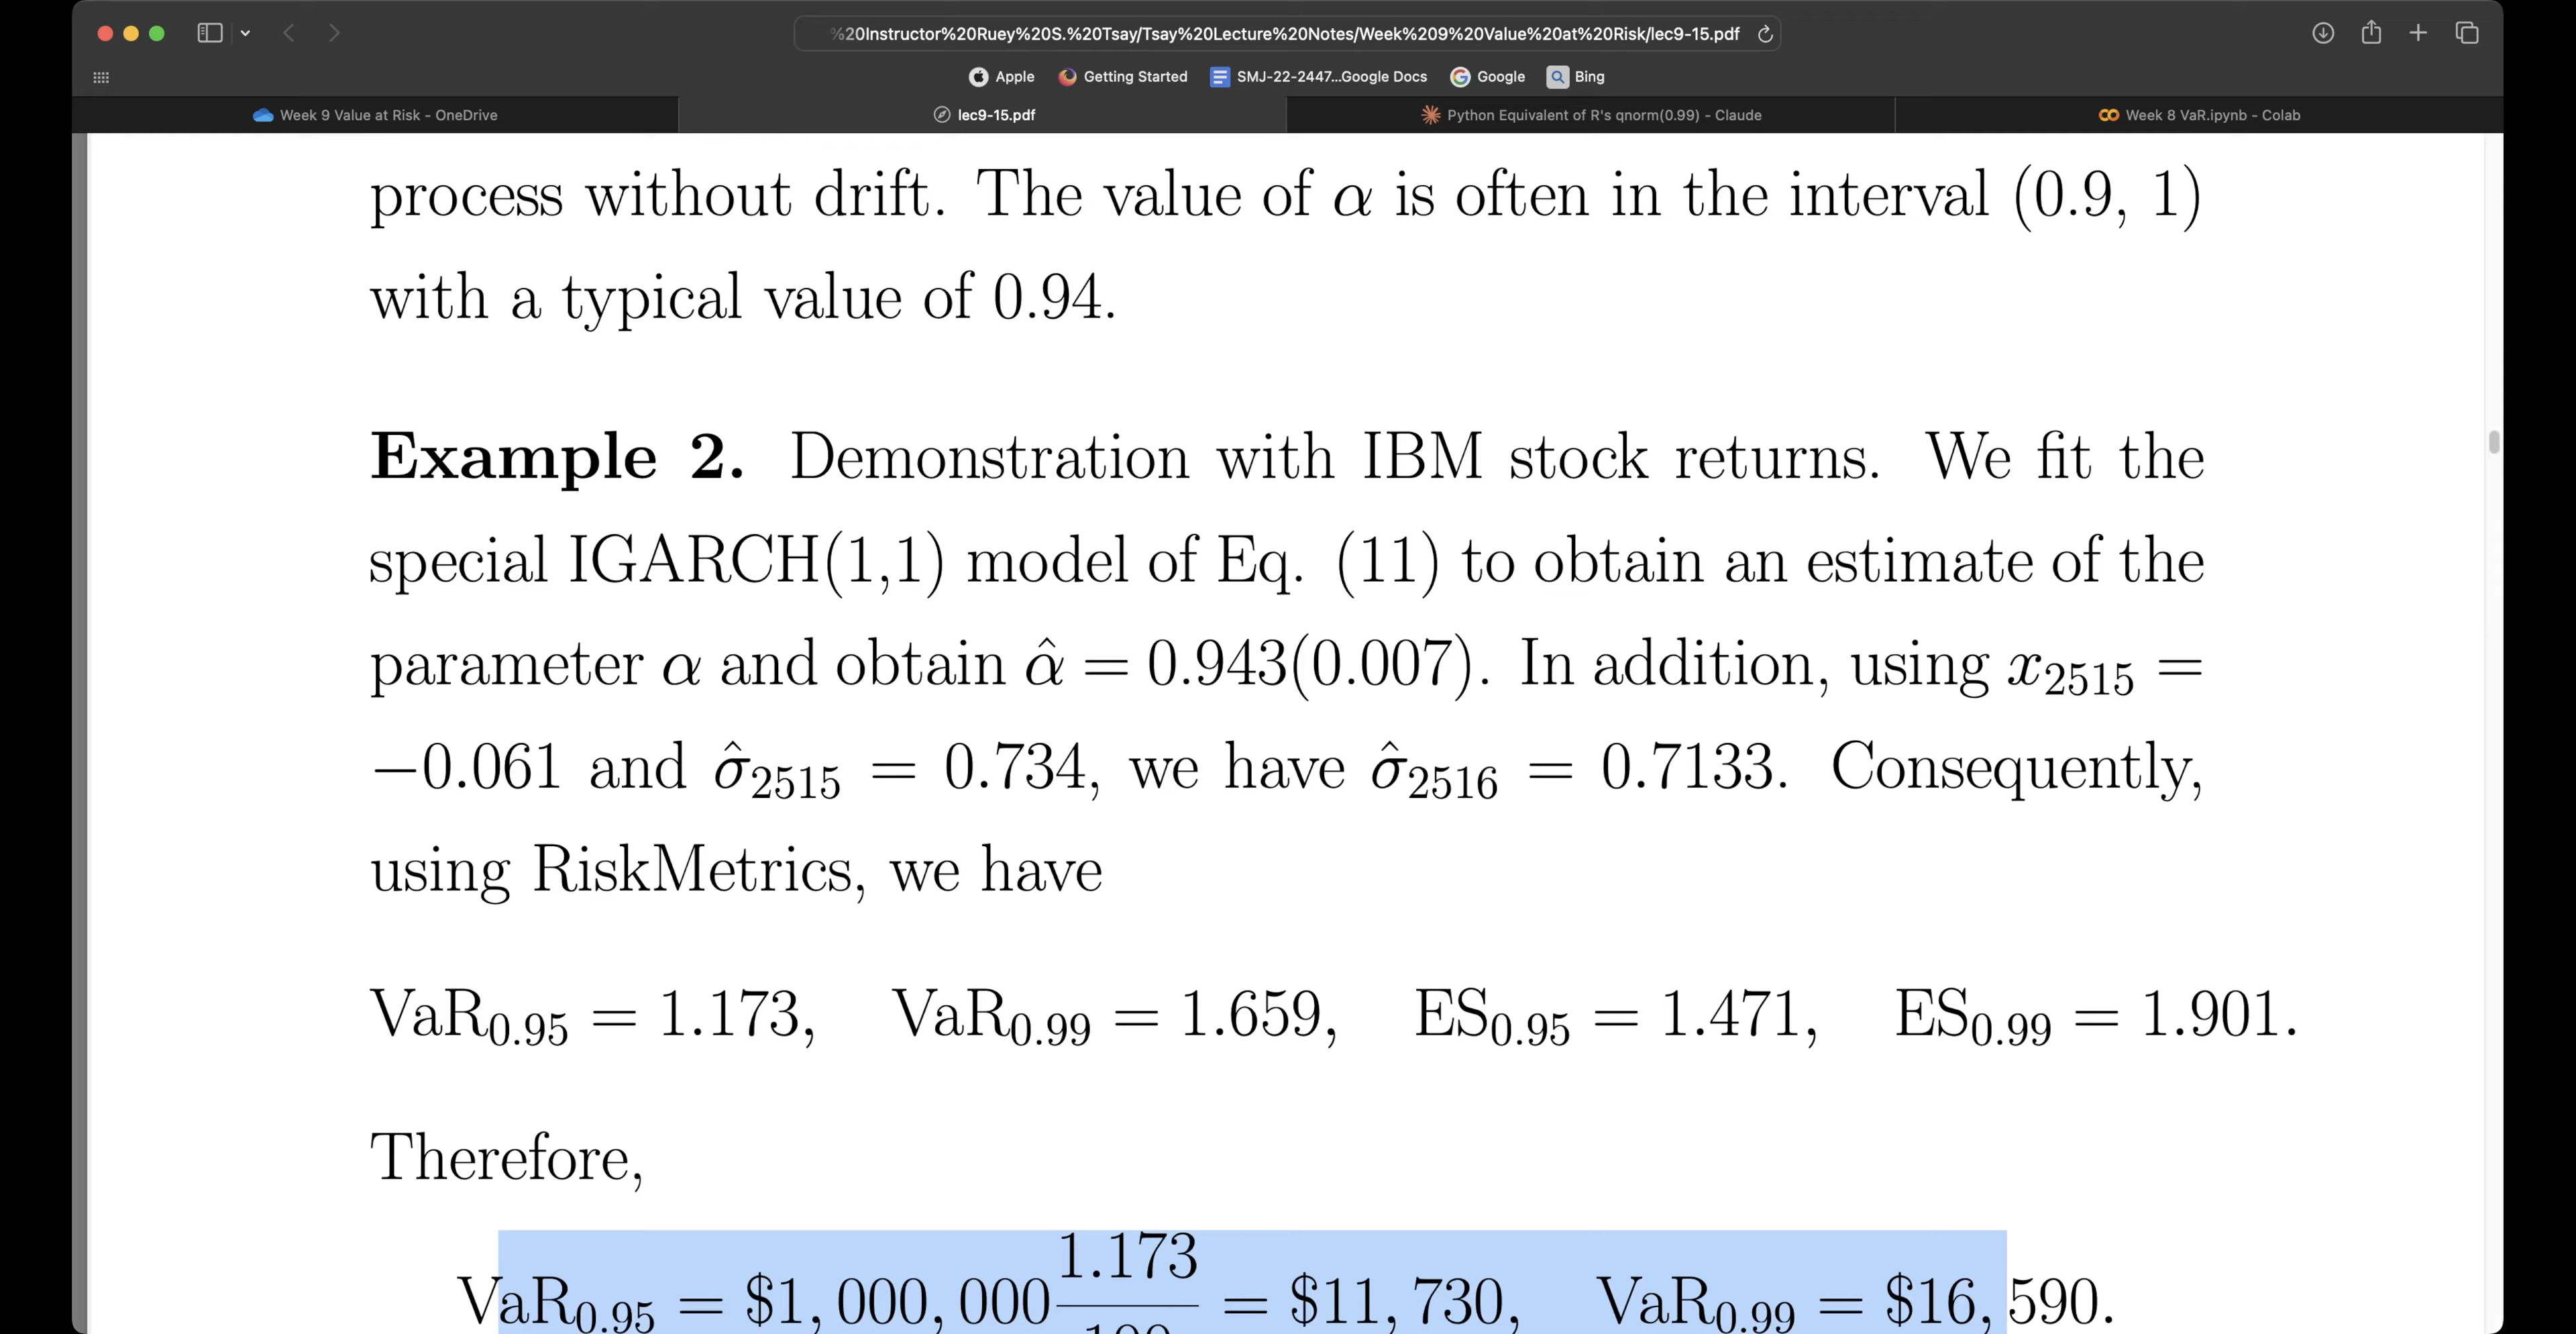 %20Instructor%20Ruey%20S.%20Tsay/Tsay%20Lecture%20Notes/Week%209%20Value%20at%20Risk/lec9-15.pdf
Apple Getting Started SMJ-22-2447...Google Docs Google Bing
Week 9 Value at Risk - OneDrive lec9-15.pdf Python Equivalent of R's qnorm(0.99) - Claude Week 8 VaR.ipynb - Colab
process without drift. The value of α is often in the interval (0.9, 1)
with a typical value of 0.94.
Example 2. Demonstration with IBM stock returns. We fit the
special IGARCH(1,1) model of Eq. (11) to obtain an estimate of the
parameter α and obtain α̂ = 0.943(0.007). In addition, using x₂₅₁₅ =
−0.061 and σ̂₂₅₁₅ = 0.734, we have σ̂₂₅₁₆ = 0.7133. Consequently,
using RiskMetrics, we have
VaR₀.₉₅ = 1.173, VaR₀.₉₉ = 1.659, ES₀.₉₅ = 1.471, ES₀.₉₉ = 1.901.
Therefore,
VaR₀.₉₅ = $1, 000, 000 1.173/100 = $11, 730, VaR₀.₉₉ = $16, 590.